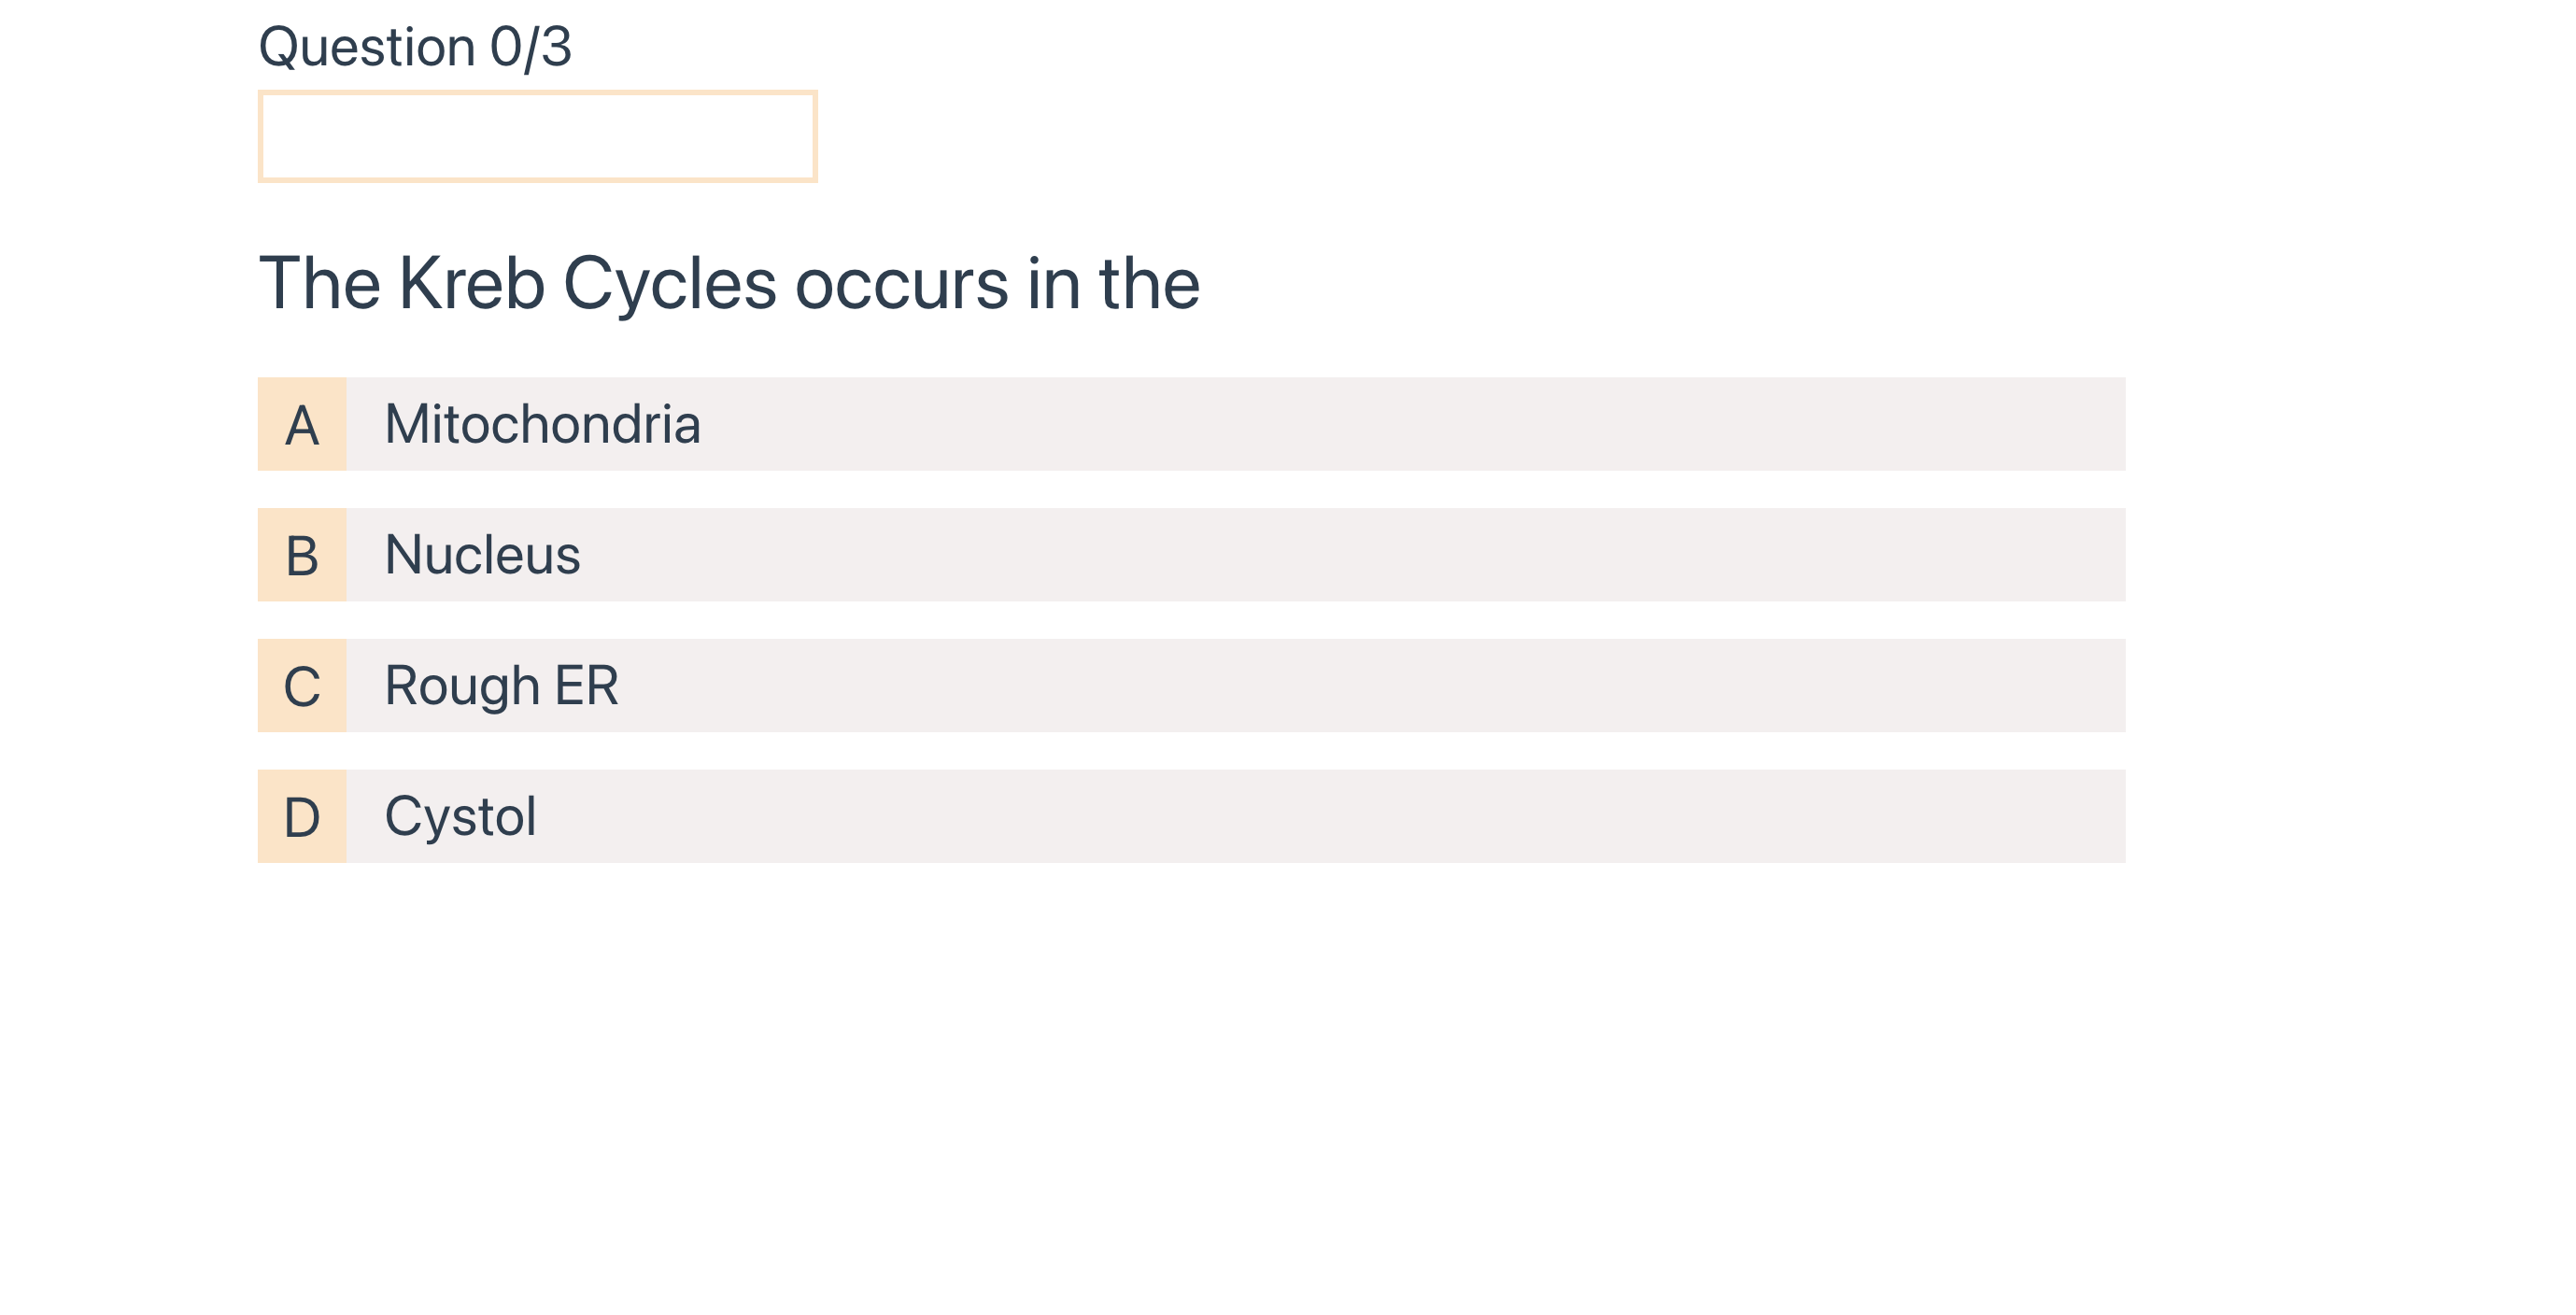 Question 0/3
The Kreb Cycles occurs in the
A Mitochondria
B Nucleus
C Rough ER
D Cystol